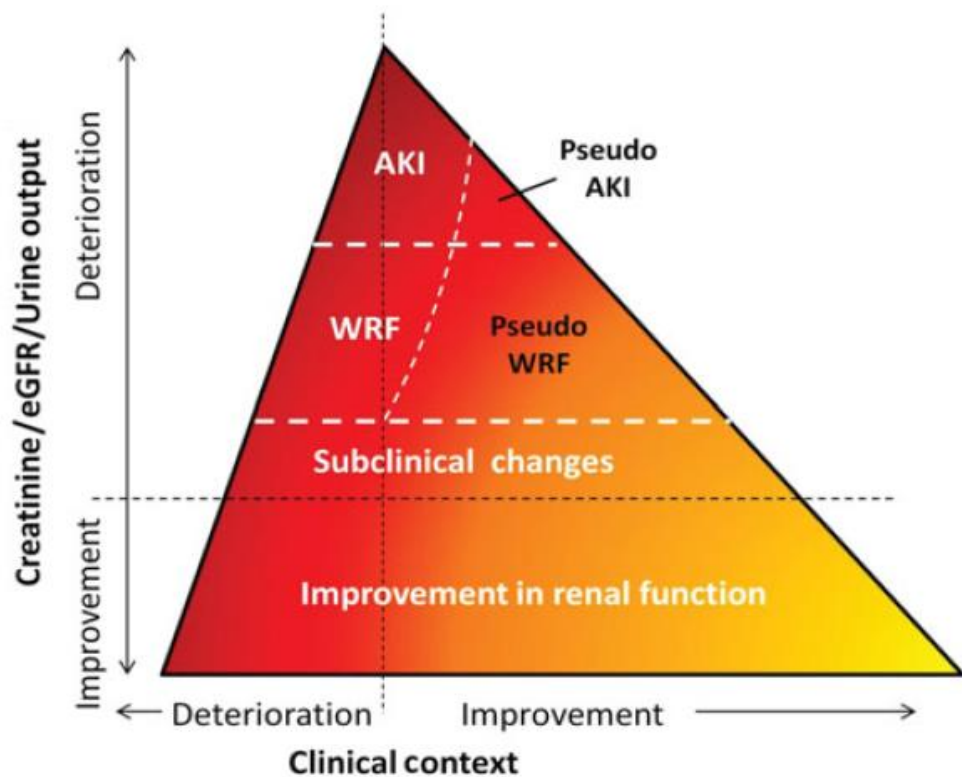 Creatinine/eGFR/Urine output
Deterioration
Improvement
AKI
Pseudo
AKI
WRF
Pseudo
WRF
Subclinical changes
Improvement in renal function
Deterioration
Improvement
Clinical context